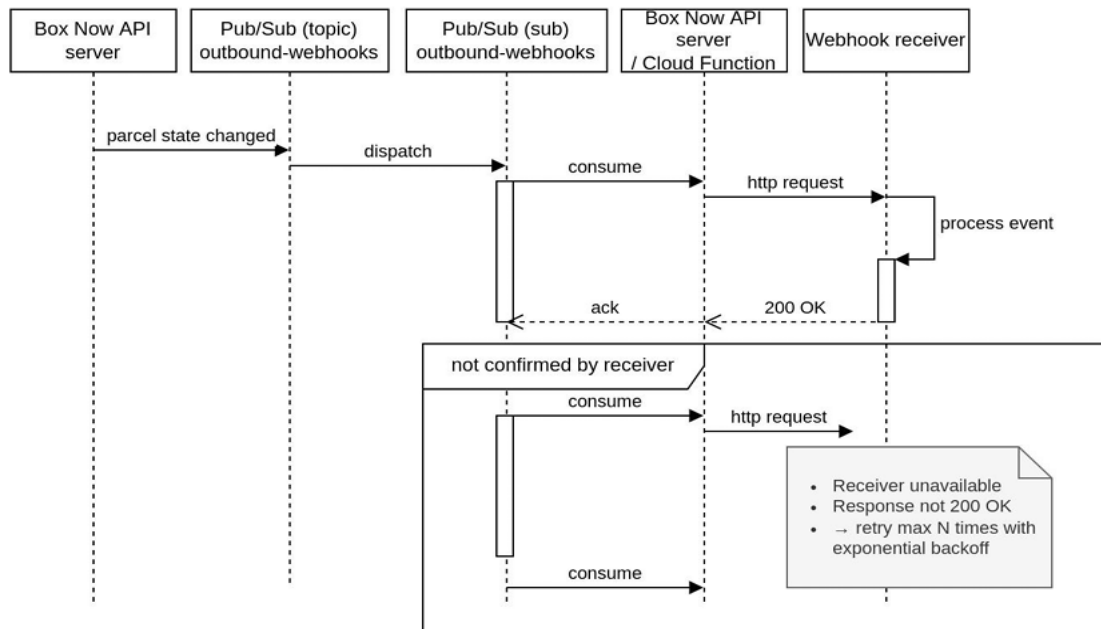 Box Now API
server
Pub/Sub (topic)
outbound-webhooks
Pub/Sub (sub)
outbound-webhooks
Box Now API
server
/ Cloud Function
Webhook receiver
parcel state changed
dispatch
consume
http request
process event
ack
200 OK
not confirmed by receiver
consume
http request
• Receiver unavailable
• Response not 200 OK
• → retry max N times with
exponential backoff
consume